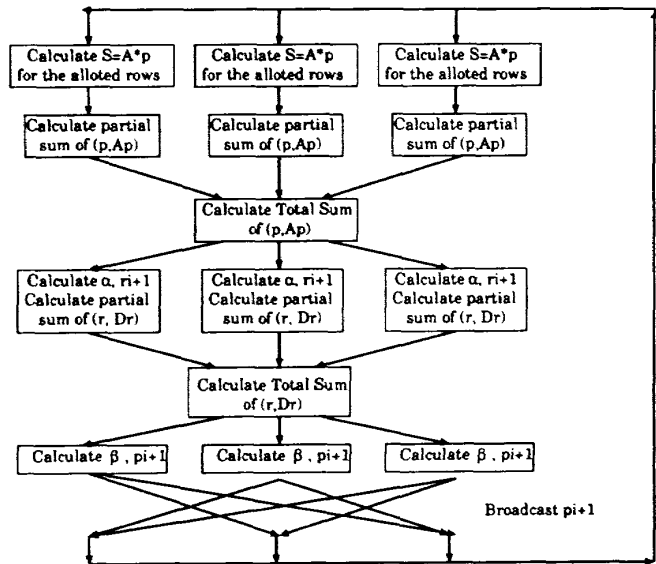 Calculate S=A*p
for the alloted rows
Calculate S=A*p
for the alloted rows
Calculate S=A*p
for the alloted rows
Calculate partial
sum of (p,Ap)
Calculate partial
sum of (p,Ap)
Calculate partial
sum of (p,Ap)
Calculate Total Sum
of (p,Ap)
Calculate α, ri+1
Calculate partial
sum of (r, Dr)
Calculate α, ri+1
Calculate partial
sum of (r, Dr)
Calculate α, ri+1
Calculate partial
sum of (r, Dr)
Calculate Total Sum
of (r,Dr)
Calculate β , pi+1
Calculate β , pi+1
Calculate β , pi+1
Broadcast pi+1